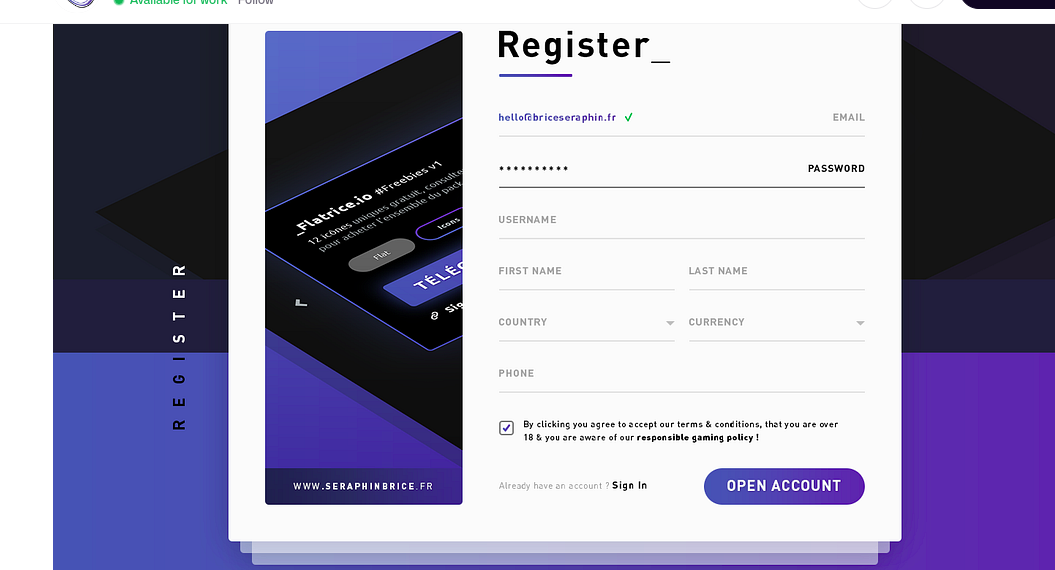 Available for work Follow
Register_
hello@briceseraphin.fr
EMAIL
••••••••••
PASSWORD
USERNAME
FIRST NAME
LAST NAME
COUNTRY
CURRENCY
PHONE
By clicking you agree to accept our terms & conditions, that you are over
18 & you are aware of our responsible gaming policy !
Already have an account ? Sign In
OPEN ACCOUNT
_Flatrice.io #Freebies v1
12 icônes uniques gratuit, consulte
pour acheter l'ensemble du pack
Flat
Icons
TÉLÉC
Sig
WWW.SERAPHINBRICE.FR
REGISTER